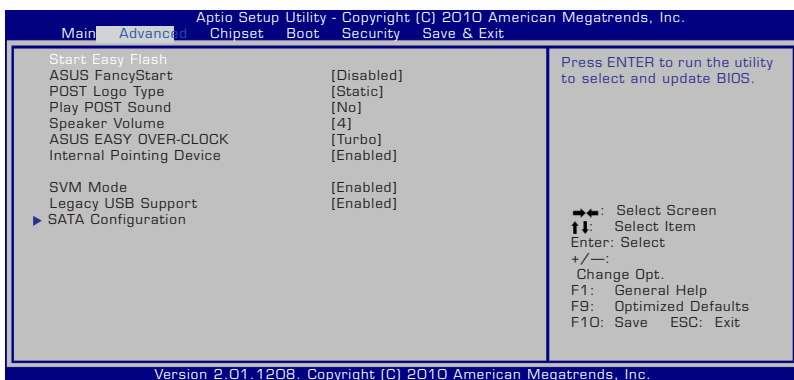 Aptio Setup Utility - Copyright (C) 2010 American Megatrends, Inc.
Main Advanced Chipset Boot Security Save & Exit
Start Easy Flash
ASUS FancyStart [Disabled]
POST Logo Type [Static]
Play POST Sound [No]
Speaker Volume [4]
ASUS EASY OVER-CLOCK [Turbo]
Internal Pointing Device [Enabled]
SVM Mode [Enabled]
Legacy USB Support [Enabled]
SATA Configuration
Press ENTER to run the utility
to select and update BIOS.
→←: Select Screen
↑↓: Select Item
Enter: Select
+/—:
Change Opt.
F1: General Help
F9: Optimized Defaults
F10: Save ESC: Exit
Version 2.01.1208. Copyright (C) 2010 American Megatrends, Inc.